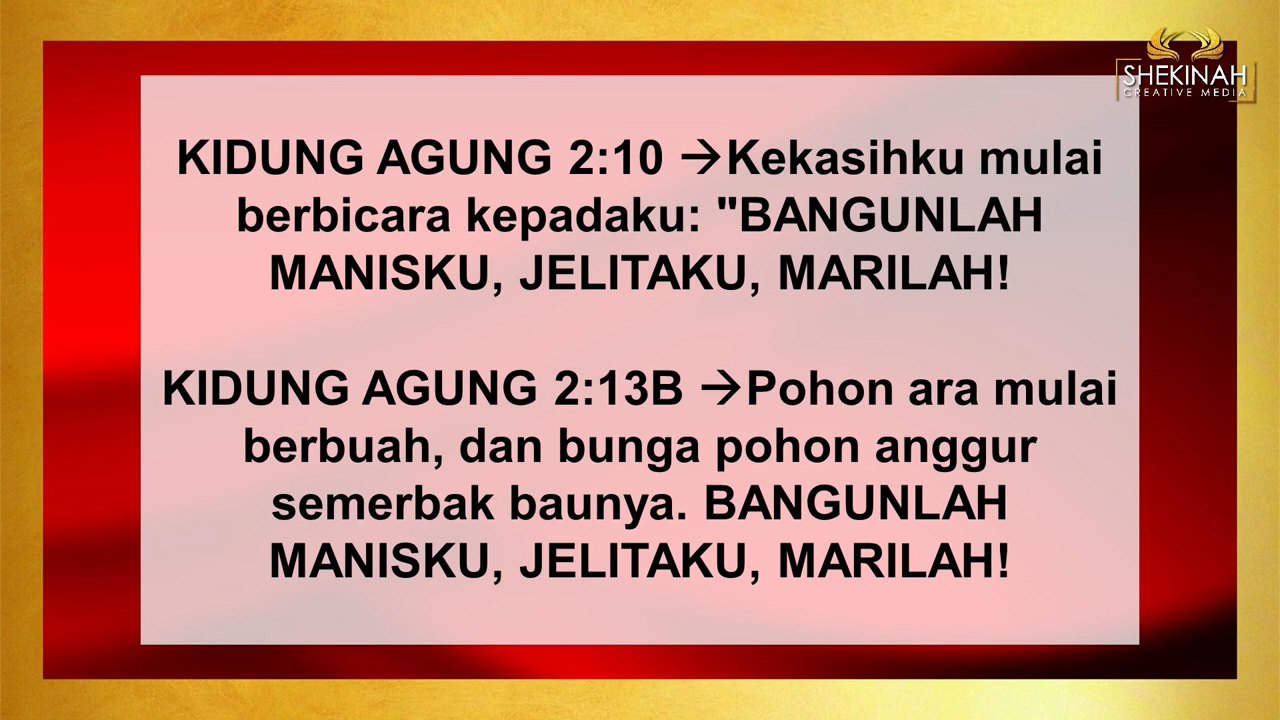 SHEKINAH
CREATIVE MEDIA
KIDUNG AGUNG 2:10 →Kekasihku mulai
berbicara kepadaku: "BANGUNLAH
MANISKU, JELITAKU, MARILAH!
KIDUNG AGUNG 2:13B →Pohon ara mulai
berbuah, dan bunga pohon anggur
semerbak baunya. BANGUNLAH
MANISKU, JELITAKU, MARILAH!